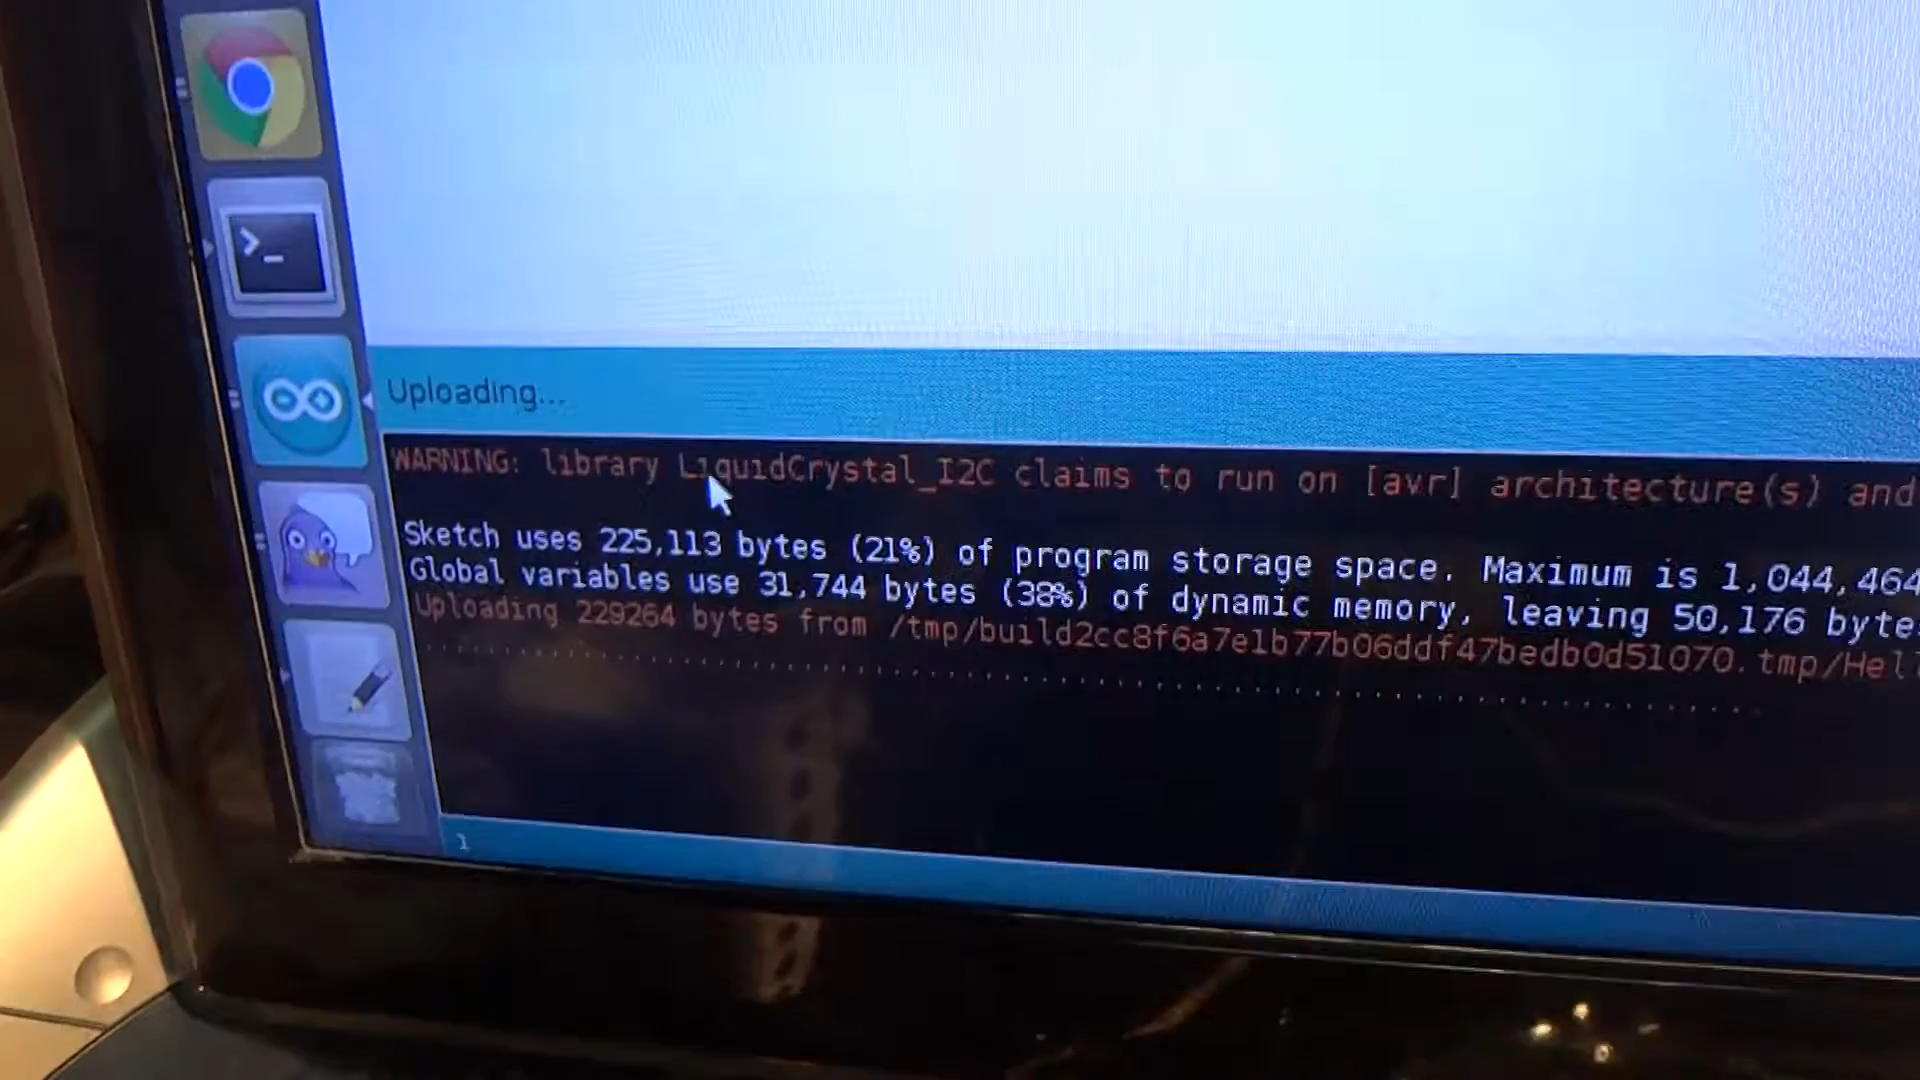 >_
Uploading...
WARNING: library LiquidCrystal_I2C claims to run on [avr] architecture(s) and
Sketch uses 225,113 bytes (21%) of program storage space. Maximum is 1,044,464
Global variables use 31,744 bytes (38%) of dynamic memory, leaving 50,176 byte
Uploading 229264 bytes from /tmp/build2cc8f6a7e1b77b06ddf47bedb0d51070.tmp/Hel
................................................................................
1